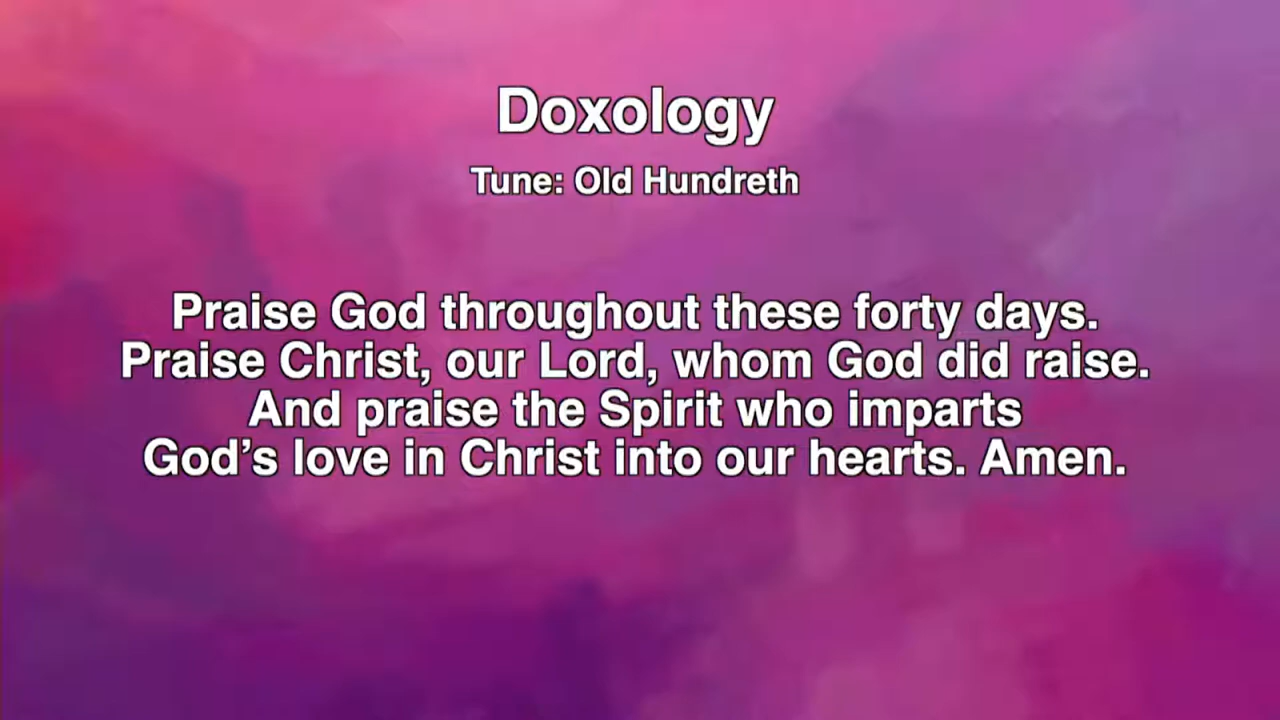 Doxology
Tune: Old Hundreth
Praise God throughout these forty days.
Praise Christ, our Lord, whom God did raise.
And praise the Spirit who imparts
God’s love in Christ into our hearts. Amen.